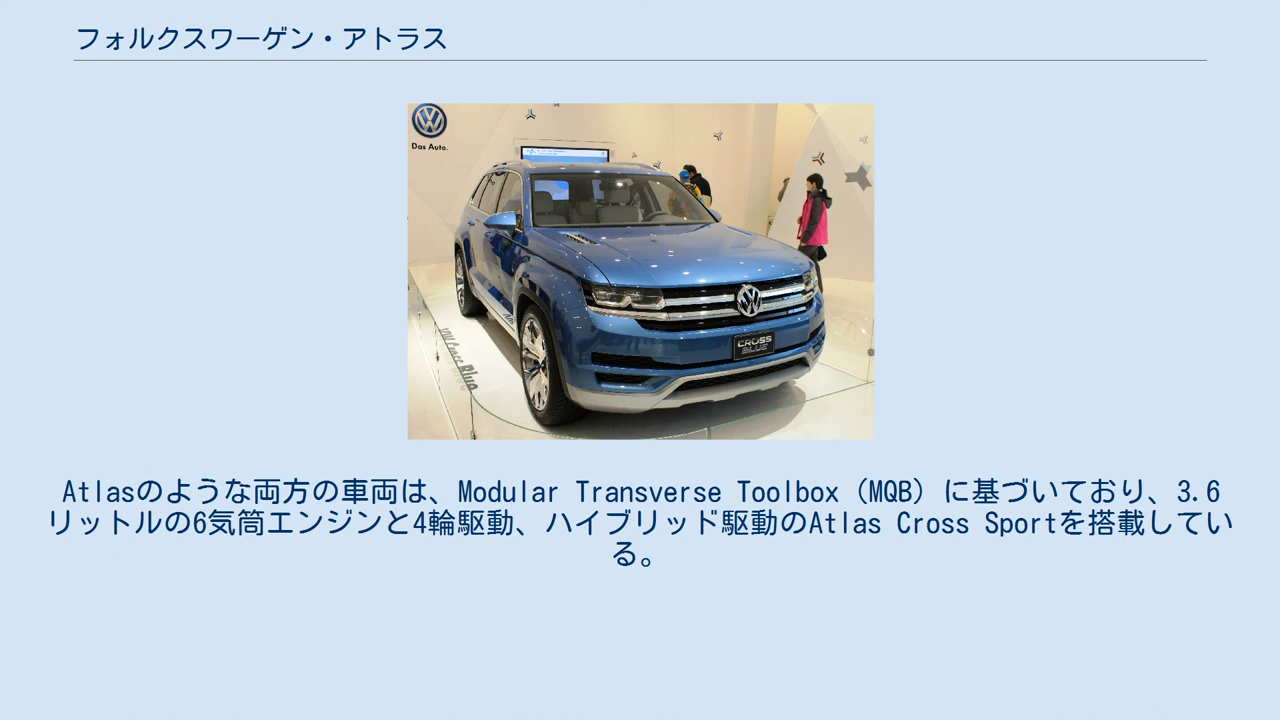 フォルクスワーゲン・アトラス
Das Auto.
CROSS
BLUE
Atlasのような両方の車両は、Modular Transverse Toolbox（MQB）に基づいており、3.6
リットルの6気筒エンジンと4輪駆動、ハイブリッド駆動のAtlas Cross Sportを搭載してい
る。